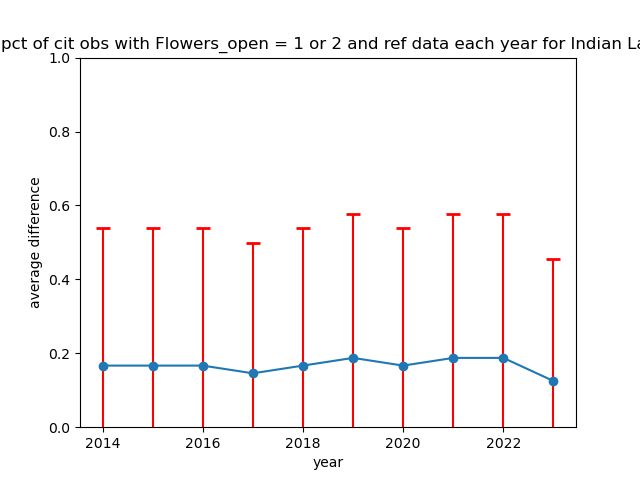 pct of cit obs with Flowers_open = 1 or 2 and ref data each year for Indian La
1.0
0.8
0.6
0.4
0.2
0.0
average difference
2014 2016 2018 2020 2022
year